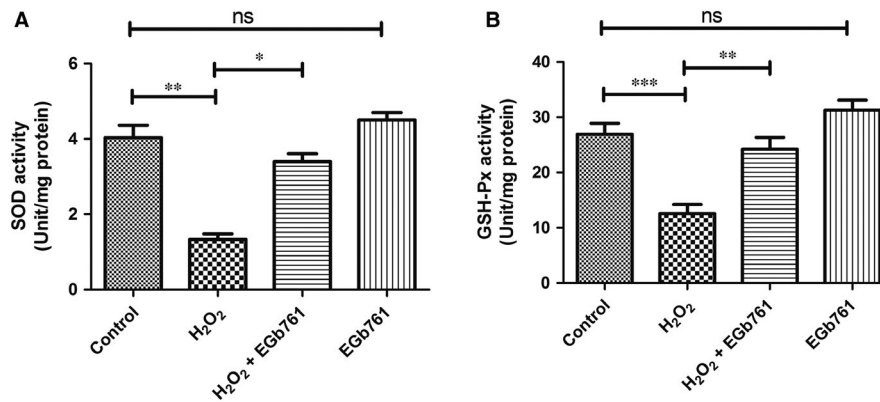 A
ns
**
*
SOD activity
(Unit/mg protein)
6
4
2
0
Control
H₂O₂
H₂O₂ + EGb761
EGb761
B
ns
***
**
GSH-Px activity
(Unit/mg protein)
40
30
20
10
0
Control
H₂O₂
H₂O₂ + EGb761
EGb761